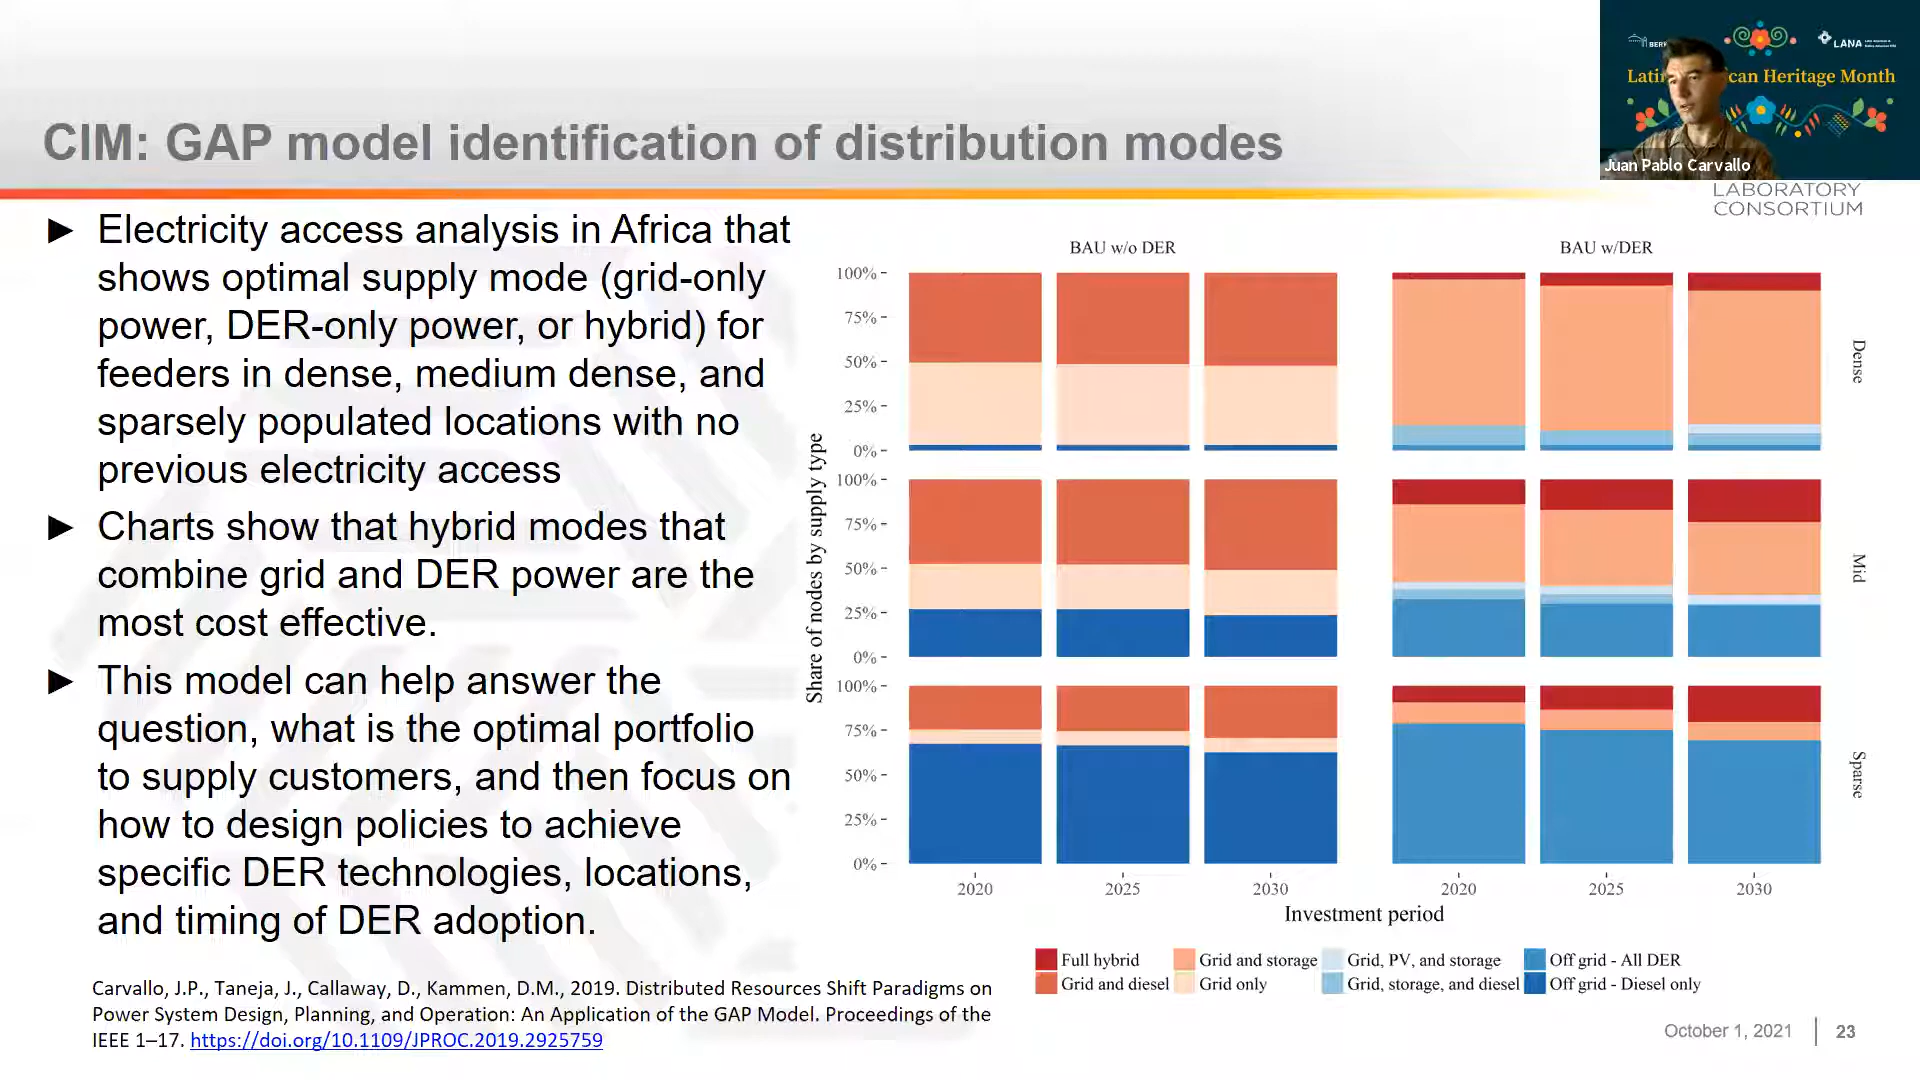 BERK
LANA
Latin
can Heritage Month
Juan Pablo Carvallo
LABORATORY
CONSORTIUM
CIM: GAP model identification of distribution modes
► Electricity access analysis in Africa that
shows optimal supply mode (grid-only
power, DER-only power, or hybrid) for
feeders in dense, medium dense, and
sparsely populated locations with no
previous electricity access
► Charts show that hybrid modes that
combine grid and DER power are the
most cost effective.
► This model can help answer the
question, what is the optimal portfolio
to supply customers, and then focus on
how to design policies to achieve
specific DER technologies, locations,
and timing of DER adoption.
Carvallo, J.P., Taneja, J., Callaway, D., Kammen, D.M., 2019. Distributed Resources Shift Paradigms on
Power System Design, Planning, and Operation: An Application of the GAP Model. Proceedings of the
IEEE 1–17. https://doi.org/10.1109/JPROC.2019.2925759
BAU w/o DER
BAU w/DER
Share of nodes by supply type
100%
75%
50%
25%
0%
Dense
100%
75%
50%
25%
0%
Mid
100%
75%
50%
25%
0%
Sparse
2020 2025 2030 2020 2025 2030
Investment period
Full hybrid Grid and storage Grid, PV, and storage Off grid - All DER
Grid and diesel Grid only Grid, storage, and diesel Off grid - Diesel only
October 1, 2021 23